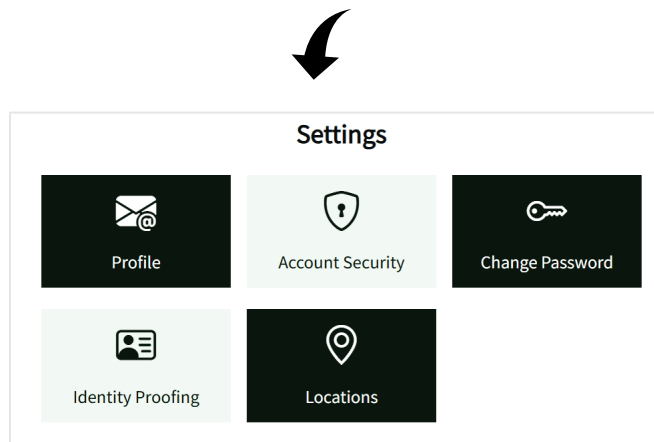 Settings
Profile
Account Security
Change Password
Identity Proofing
Locations